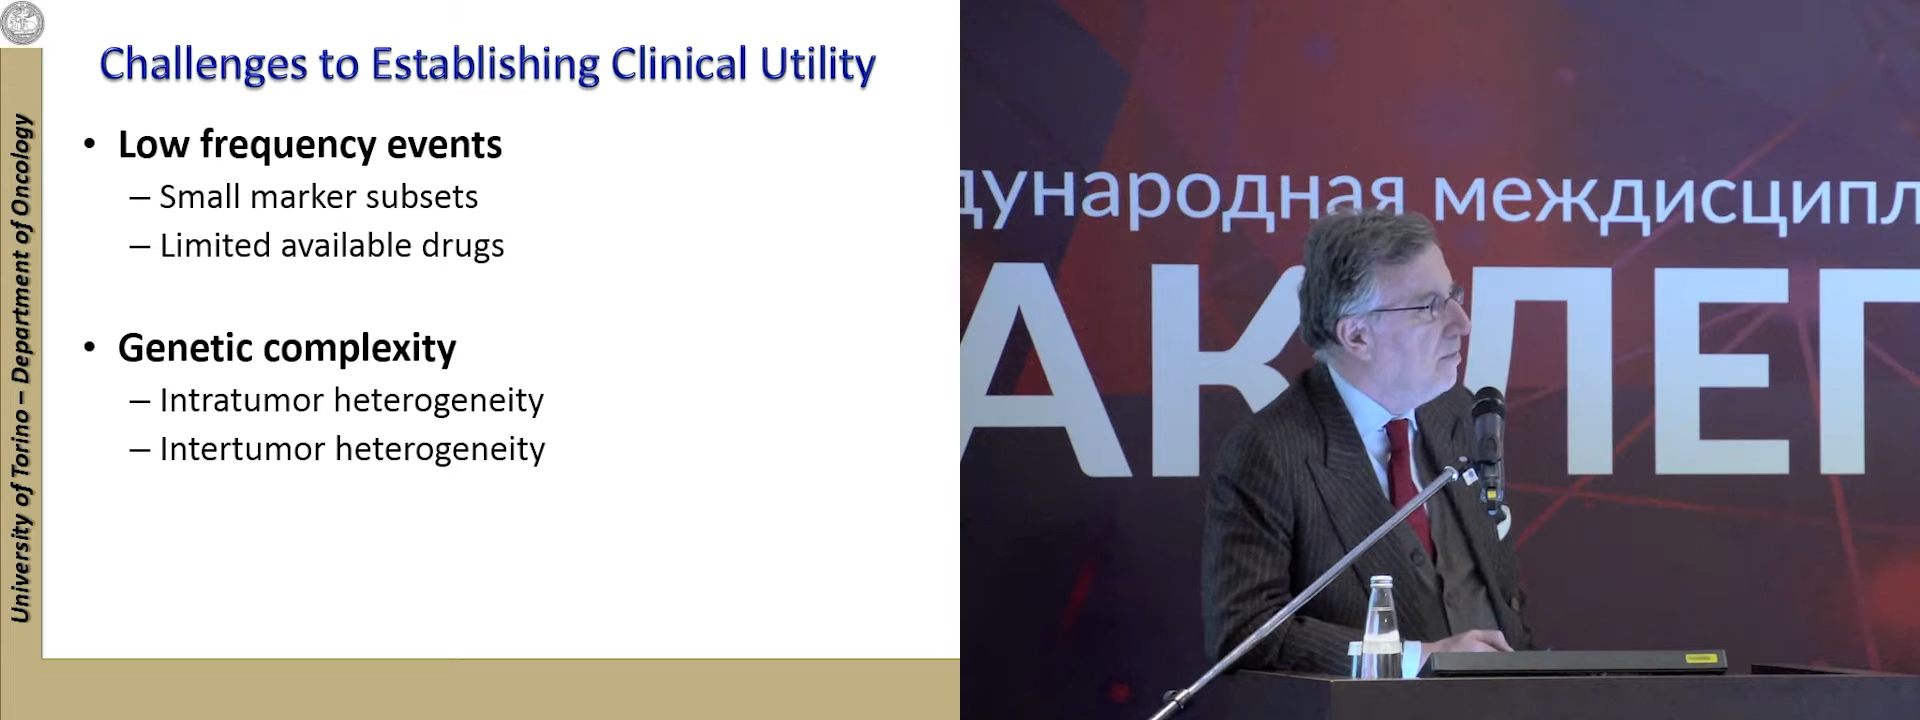 University of Torino – Department of Oncology
Challenges to Establishing Clinical Utility
• Low frequency events
– Small marker subsets
– Limited available drugs
• Genetic complexity
– Intratumor heterogeneity
– Intertumor heterogeneity
дународная междисципл
АК ЛЕГ